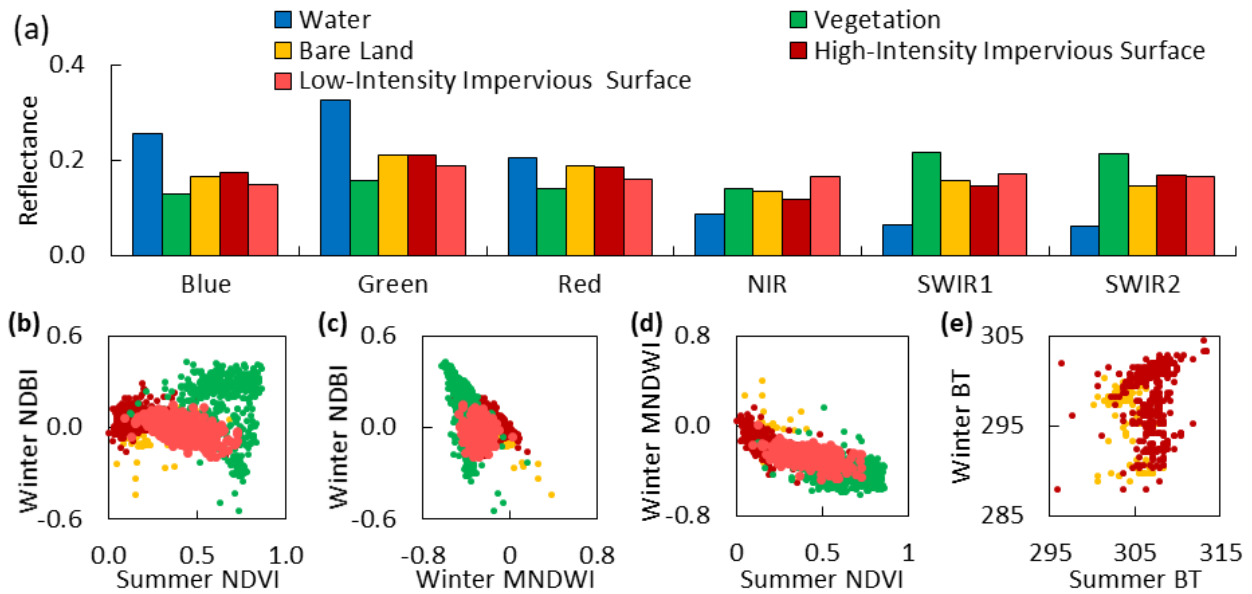 (a)
Water
Vegetation
Bare Land
High-Intensity Impervious Surface
Low-Intensity Impervious Surface
Reflectance
0.4
0.2
0.0
Blue Green Red NIR SWIR1 SWIR2
(b)
Winter NDBI
0.6
0.0
-0.6
0.0 0.5 1.0
Summer NDVI
(c)
Winter NDBI
0.6
0.0
-0.6
-0.8 0 0.8
Winter MNDWI
(d)
Winter MNDWI
0.8
0.0
-0.8
0 0.5 1
Summer NDVI
(e)
Winter BT
305
295
285
295 305 315
Summer BT